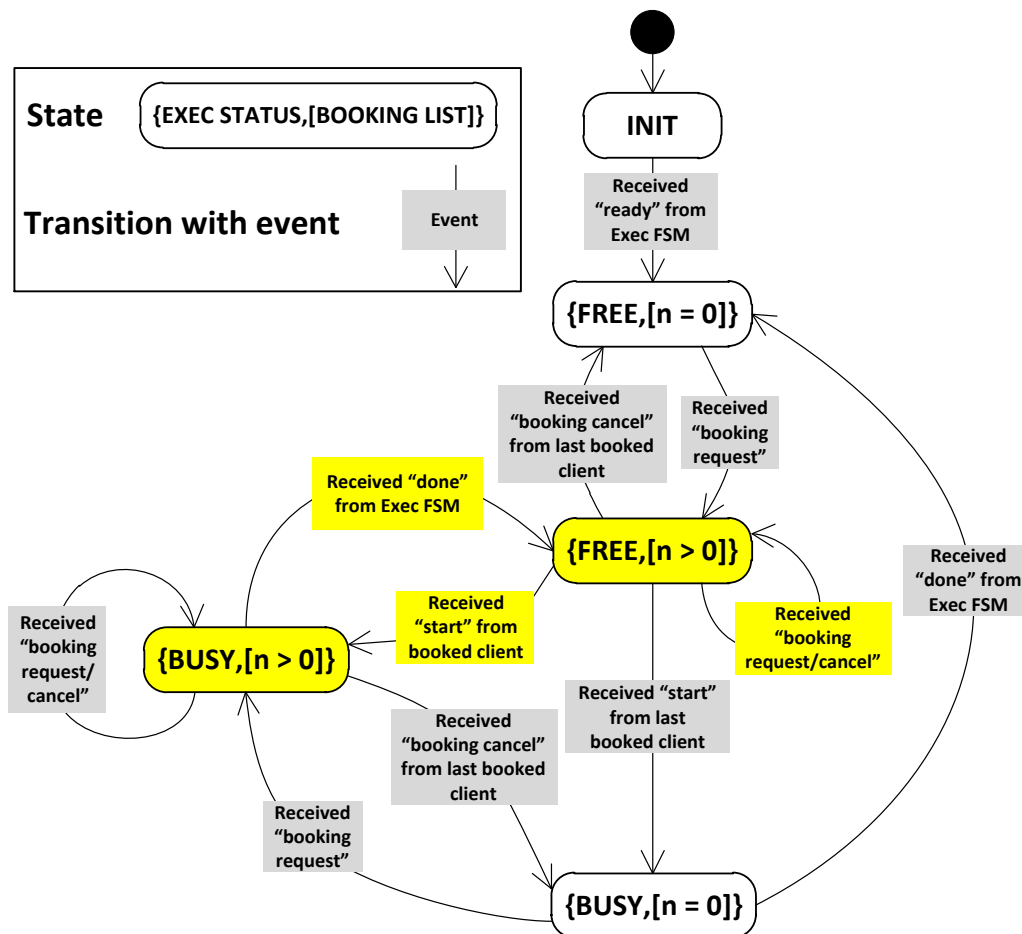 State
{EXEC STATUS,[BOOKING LIST]}
Transition with event
Event
INIT
Received
“ready” from
Exec FSM
{FREE,[n = 0]}
Received
“booking cancel”
from last booked
client
Received
“booking
request”
Received “done”
from Exec FSM
{FREE,[n > 0]}
Received
“done” from
Exec FSM
Received
“start” from
booked client
Received
“booking
request/cancel”
Received
“booking
request/
cancel”
{BUSY,[n > 0]}
Received “start”
from last
booked client
Received
“booking cancel”
from last booked
client
Received
“booking
request”
{BUSY,[n = 0]}